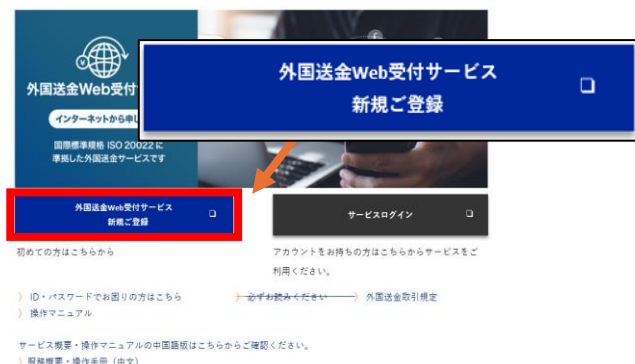 外国送金Web受付
インターネットから申し
国際標準規格 ISO 20022 に
準拠した外国送金サービスです
外国送金Web受付サービス
新規ご登録
外国送金Web受付サービス
新規ご登録
サービスログイン
初めての方はこちらから
アカウントをお持ちの方はこちらからサービスをご
利用ください。
〉 ID・パスワードでお困りの方はこちら
〉 操作マニュアル
〉 必ずお読みください
〉 外国送金取引規定
サービス概要・操作マニュアルの中国語版はこちらからご確認ください。
〉 服務概要・操作手冊（中文）